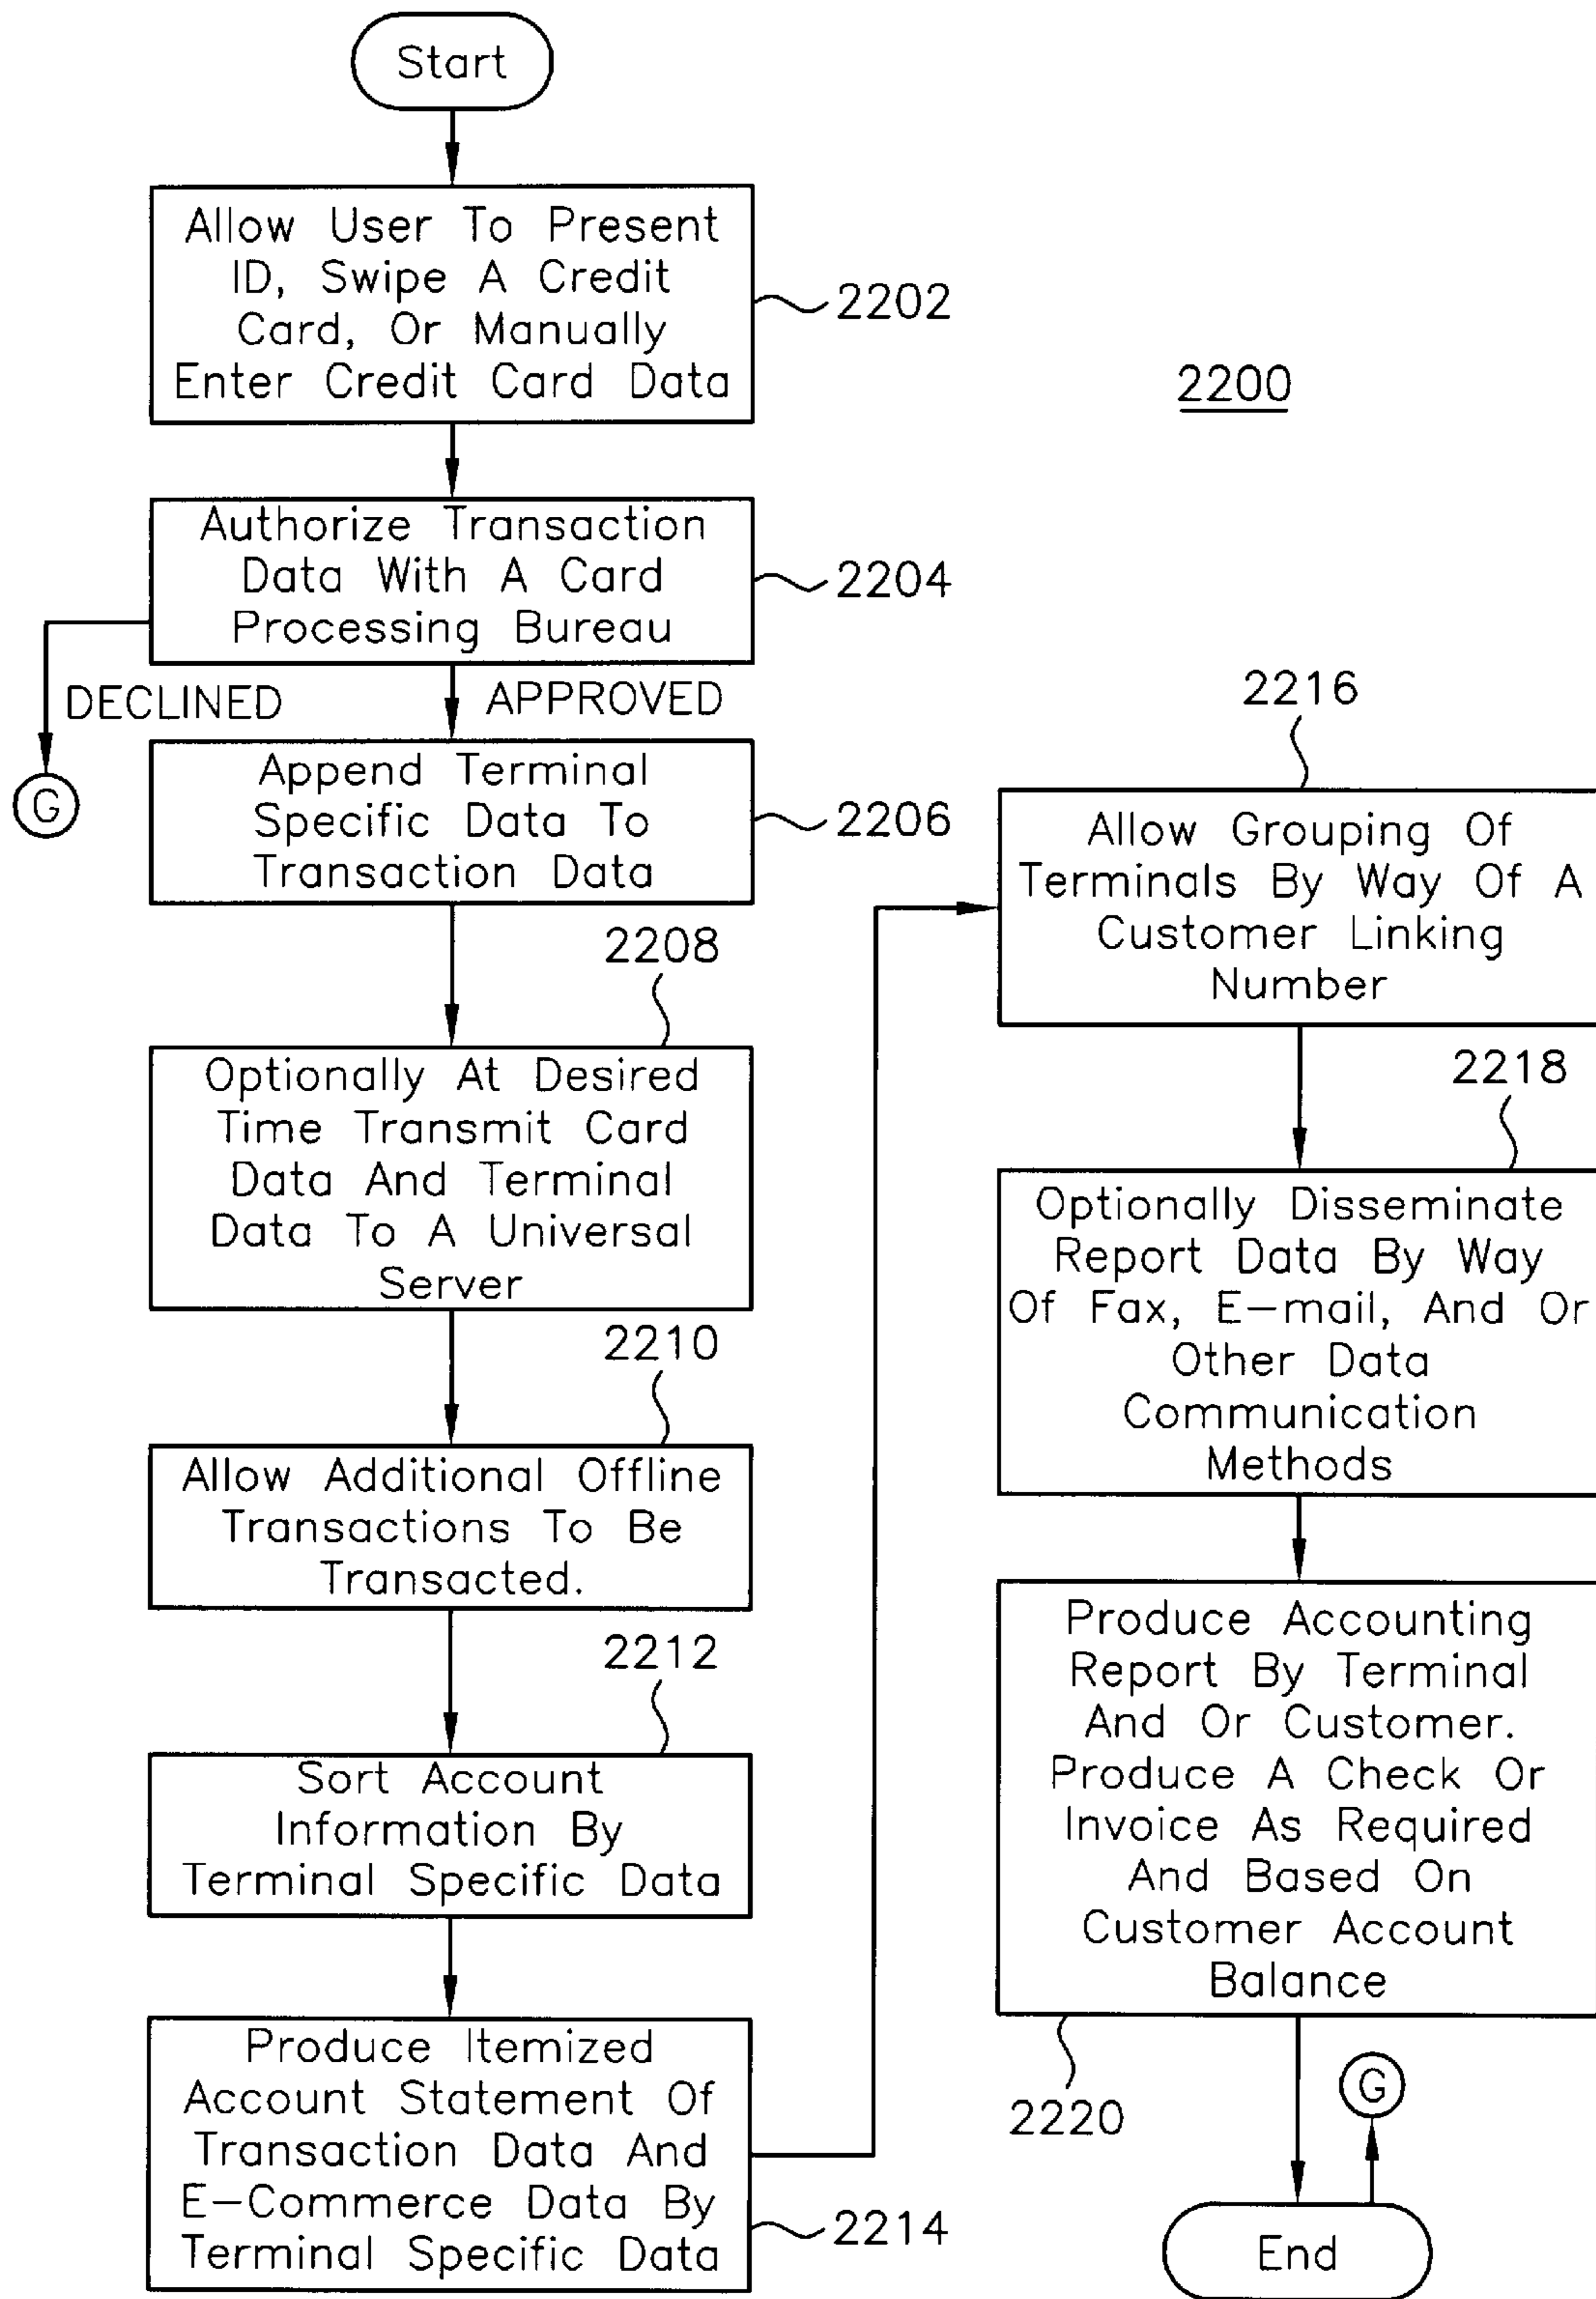 Start
Allow User To Present
ID, Swipe A Credit
Card, Or Manually
Enter Credit Card Data
2202
2200
Authorize Transaction
Data With A Card
Processing Bureau
2204
DECLINED
APPROVED
G
Append Terminal
Specific Data To
Transaction Data
2206
2208
Optionally At Desired
Time Transmit Card
Data And Terminal
Data To A Universal
Server
2210
Allow Additional Offline
Transactions To Be
Transacted.
2212
Sort Account
Information By
Terminal Specific Data
Produce Itemized
Account Statement Of
Transaction Data And
E-Commerce Data By
Terminal Specific Data
2214
2216
Allow Grouping Of
Terminals By Way Of A
Customer Linking
Number
2218
Optionally Disseminate
Report Data By Way
Of Fax, E-mail, And Or
Other Data
Communication
Methods
Produce Accounting
Report By Terminal
And Or Customer.
Produce A Check Or
Invoice As Required
And Based On
Customer Account
Balance
2220
G
End